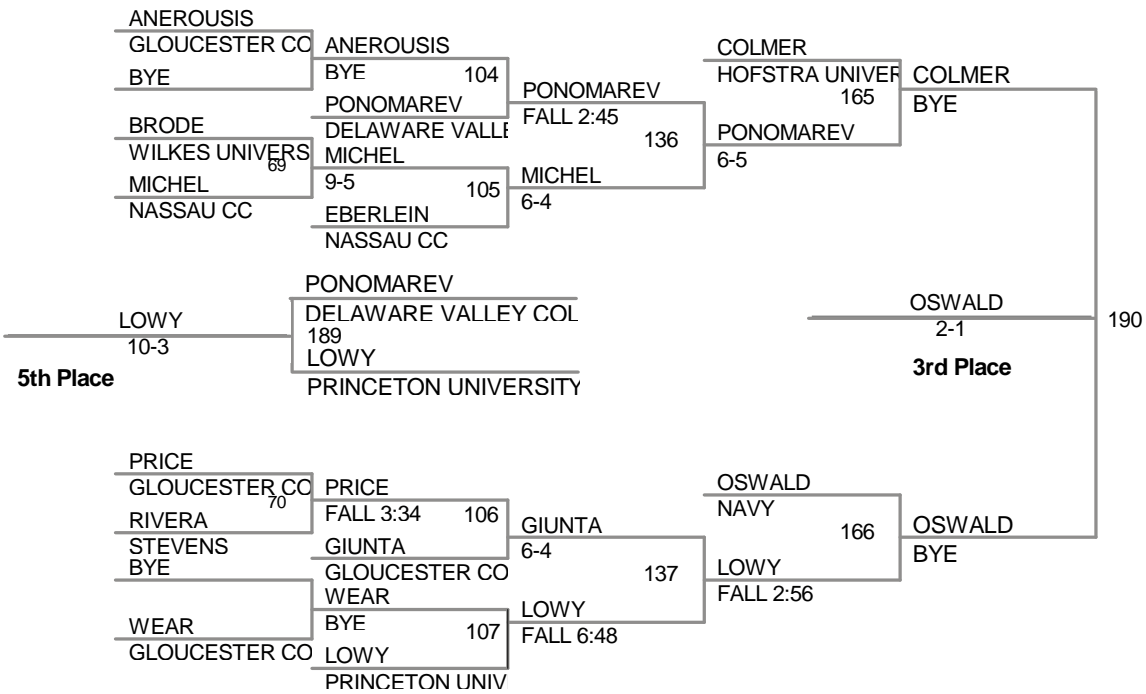 ANEROUSIS
GLOUCESTER CO
BYE
ANEROUSIS
BYE
104
PONOMAREV
DELAWARE VALLE
BRODE
WILKES UNIVERS
69
MICHEL
NASSAU CC
MICHEL
9-5
105
EBERLEIN
NASSAU CC
PONOMAREV
FALL 2:45
136
MICHEL
6-4
COLMER
HOFSTRA UNIVER
165
PONOMAREV
6-5
COLMER
BYE
PONOMAREV
DELAWARE VALLEY COL
189
LOWY
PRINCETON UNIVERSITY
LOWY
10-3
5th Place
OSWALD
2-1
3rd Place
190
PRICE
GLOUCESTER CO
70
RIVERA
STEVENS
BYE
WEAR
GLOUCESTER CO
PRICE
FALL 3:34
106
GIUNTA
GLOUCESTER CO
WEAR
BYE
107
LOWY
PRINCETON UNIV
GIUNTA
6-4
137
LOWY
FALL 6:48
OSWALD
NAVY
166
LOWY
FALL 2:56
OSWALD
BYE